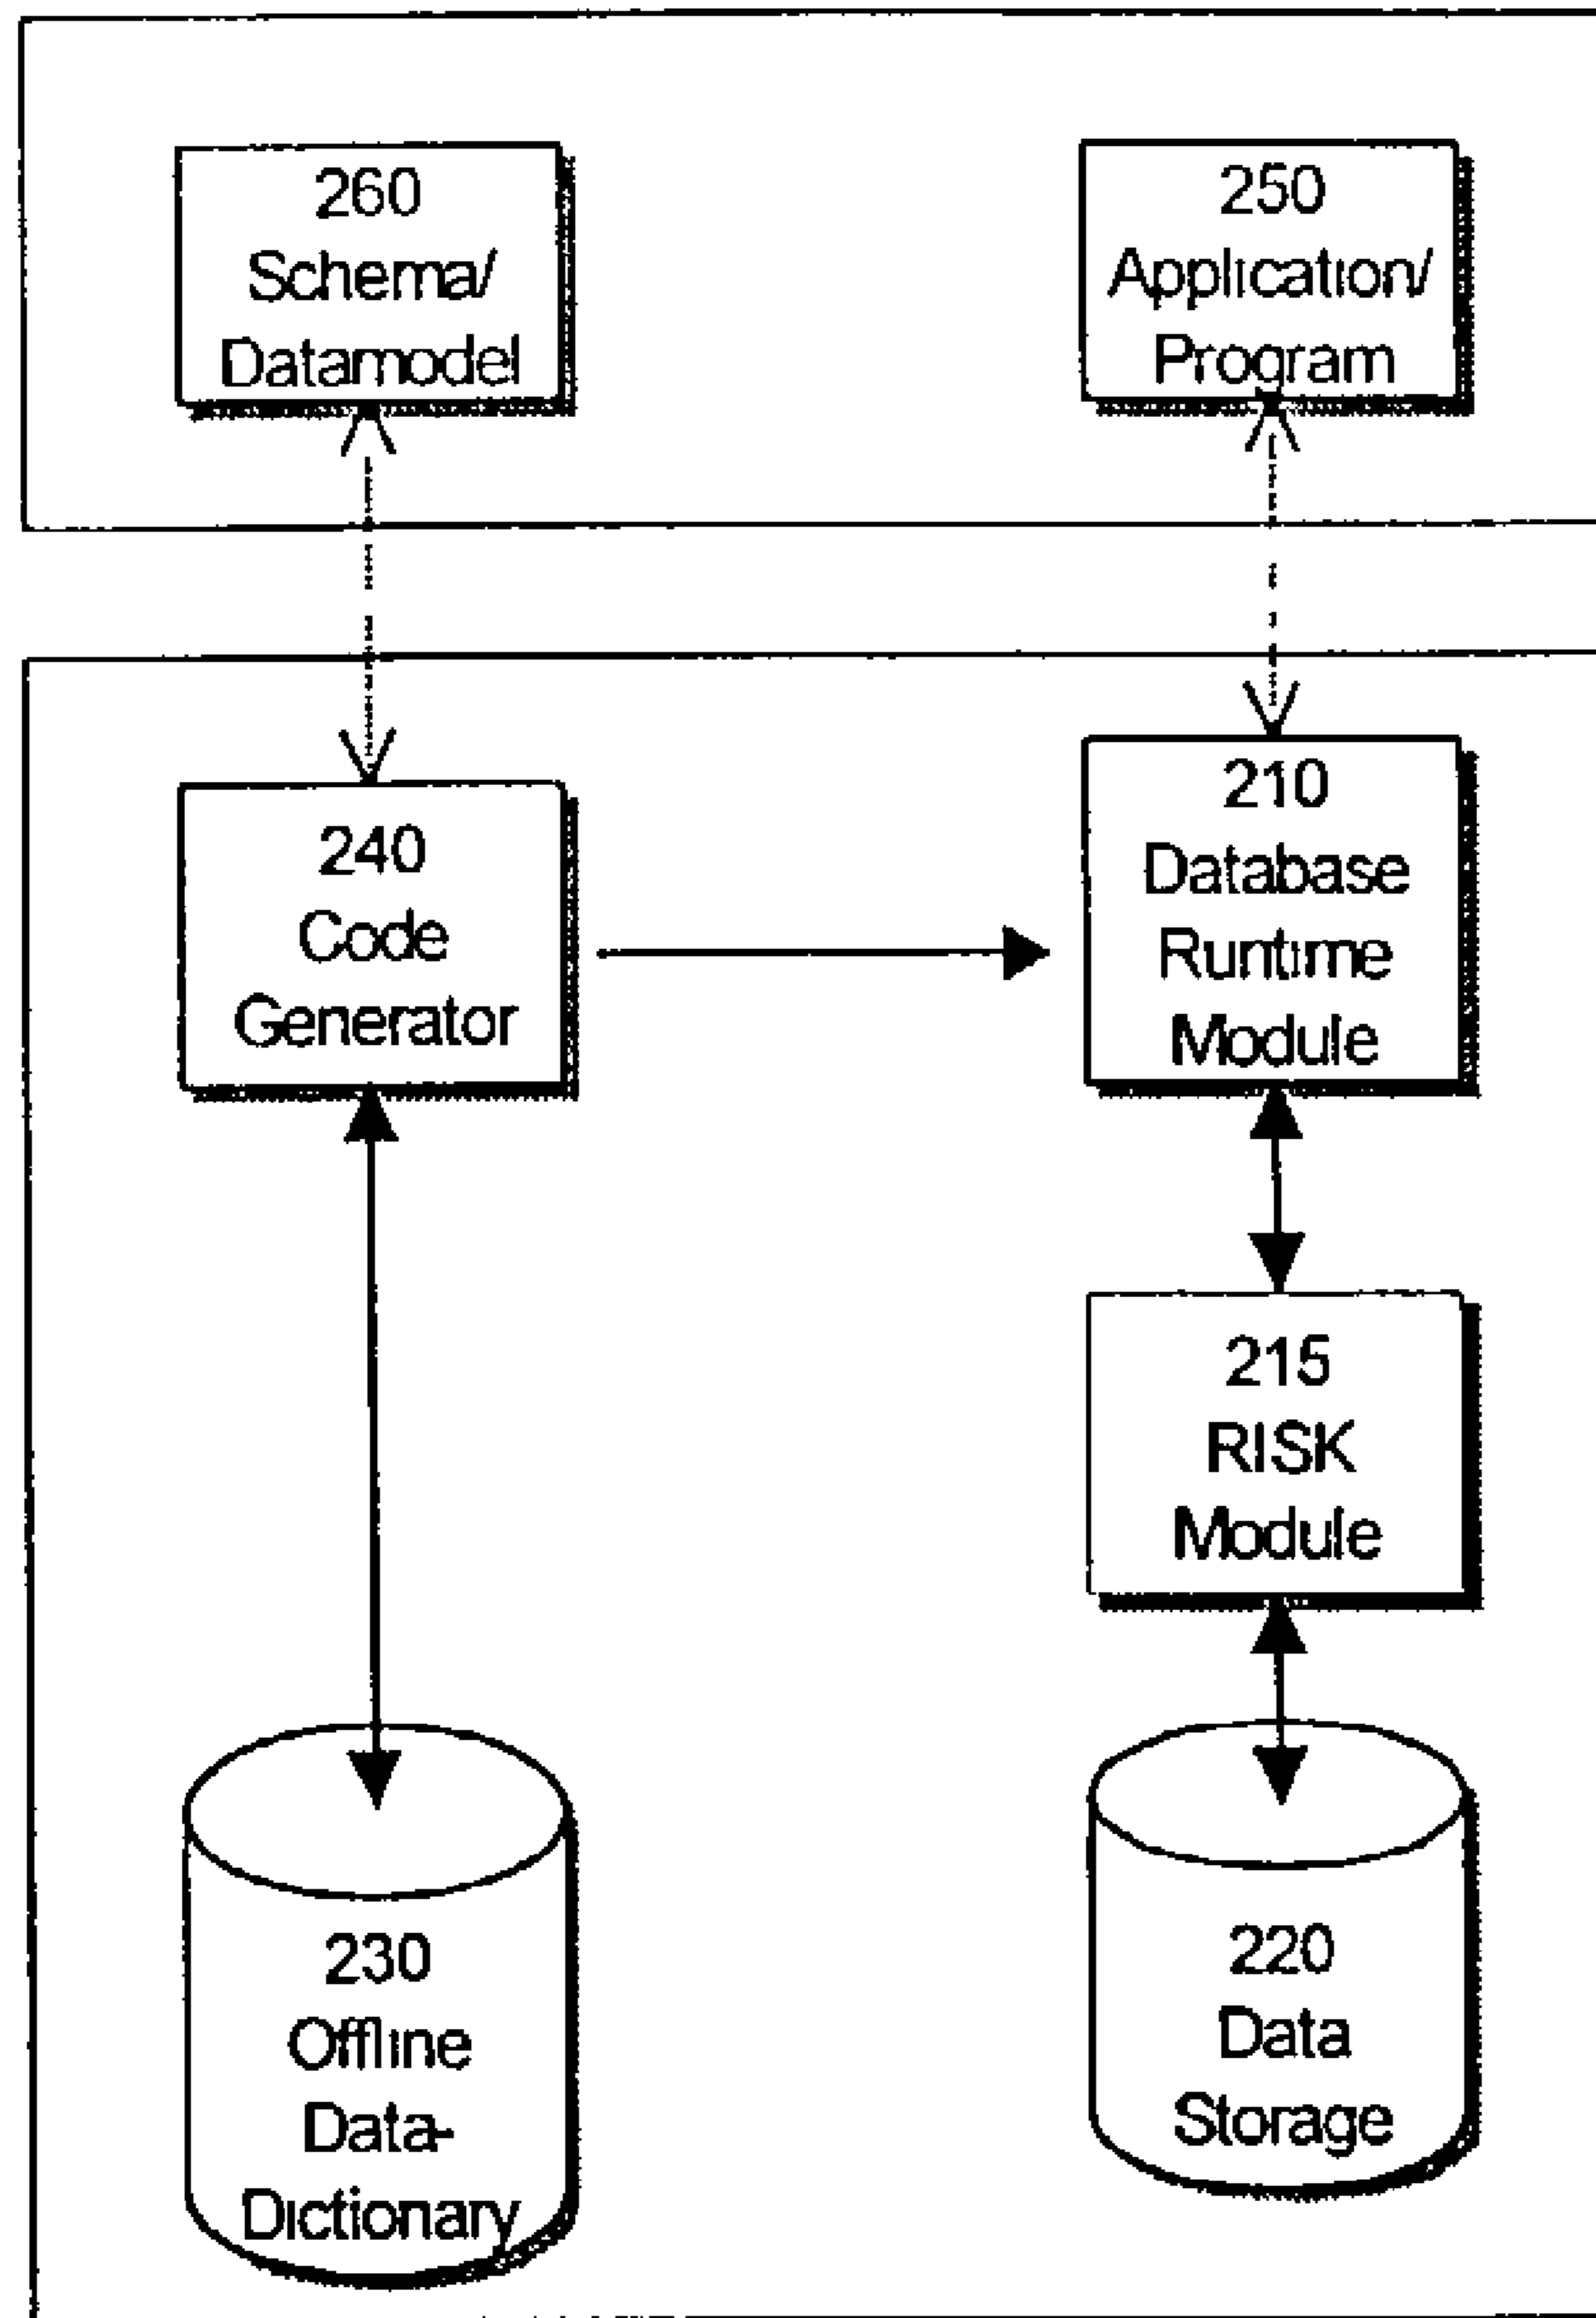 260
Schema/
Datamodel
250
Application/
Program
240
Code
Generator
210
Database
Runtime
Module
215
RISK
Module
230
Offline
Data-
Dictionary
220
Data
Storage